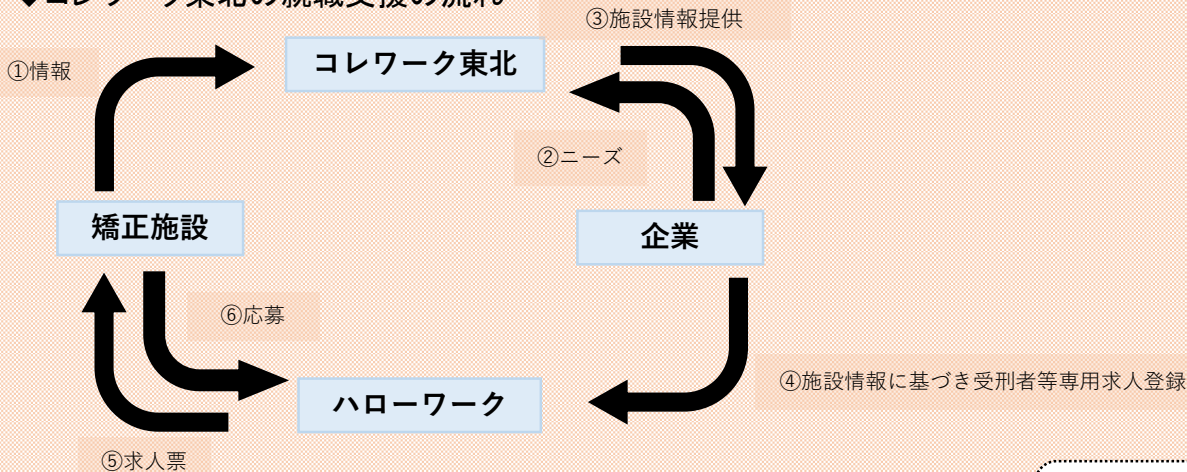 ◆コレワーク東北の就職支援の流れ
③施設情報提供
①情報
コレワーク東北
②ニーズ
矯正施設
企業
⑥応募
④施設情報に基づき受刑者等専用求人登録
ハローワーク
⑤求人票